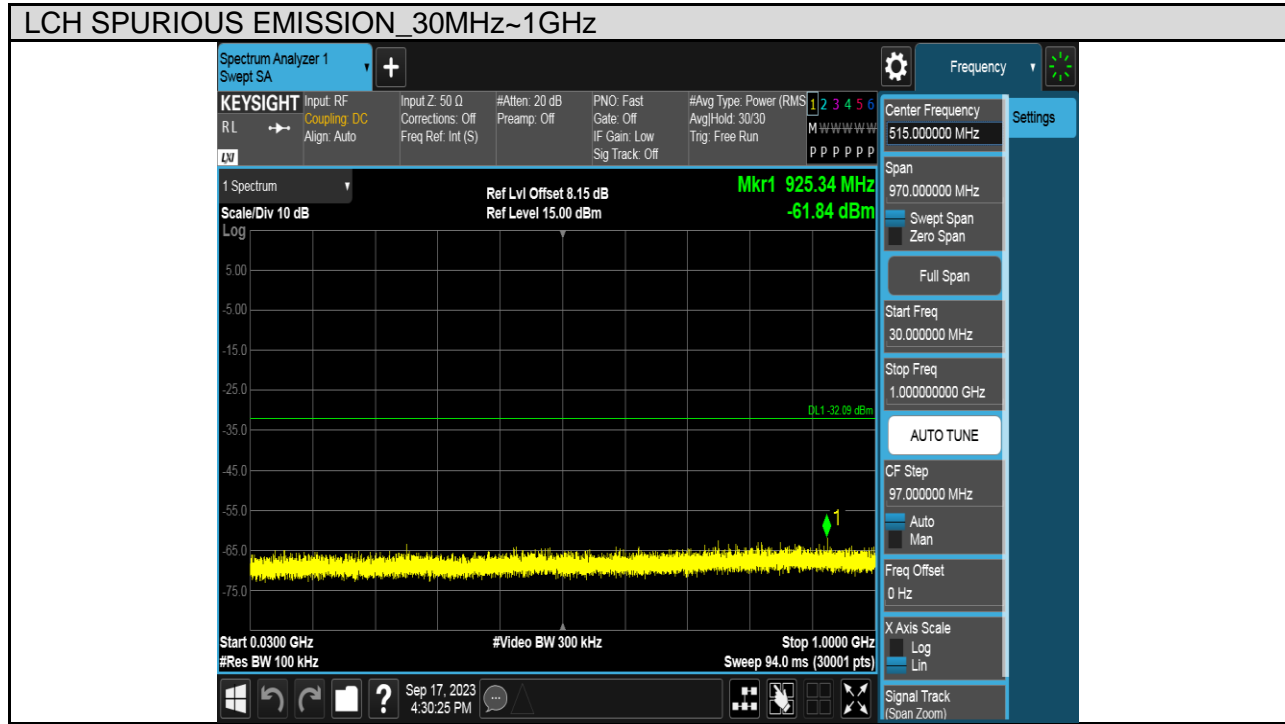 LCH SPURIOUS EMISSION_30MHz~1GHz
Spectrum Analyzer 1
Swept SA
+
Frequency
KEYSIGHT
RL
LXI
Input: RF
Coupling: DC
Align: Auto
Input Z: 50 Ω
Corrections: Off
Freq Ref: Int (S)
#Atten: 20 dB
Preamp: Off
PNO: Fast
Gate: Off
IF Gain: Low
Sig Track: Off
#Avg Type: Power (RMS
Avg|Hold: 30/30
Trig: Free Run
1 2 3 4 5 6
M W W W W W
P P P P P P
1 Spectrum
Scale/Div 10 dB
Log
Ref Lvl Offset 8.15 dB
Ref Level 15.00 dBm
Mkr1 925.34 MHz
-61.84 dBm
5.00
-5.00
-15.0
-25.0
DL1 -32.09 dBm
-35.0
-45.0
-55.0
1
-65.0
-75.0
Start 0.0300 GHz
#Res BW 100 kHz
#Video BW 300 kHz
Stop 1.0000 GHz
Sweep 94.0 ms (30001 pts)
?
Sep 17, 2023
4:30:25 PM
Center Frequency
515.000000 MHz
Settings
Span
970.000000 MHz
Swept Span
Zero Span
Full Span
Start Freq
30.000000 MHz
Stop Freq
1.000000000 GHz
AUTO TUNE
CF Step
97.000000 MHz
Auto
Man
Freq Offset
0 Hz
X Axis Scale
Log
Lin
Signal Track
(Span Zoom)